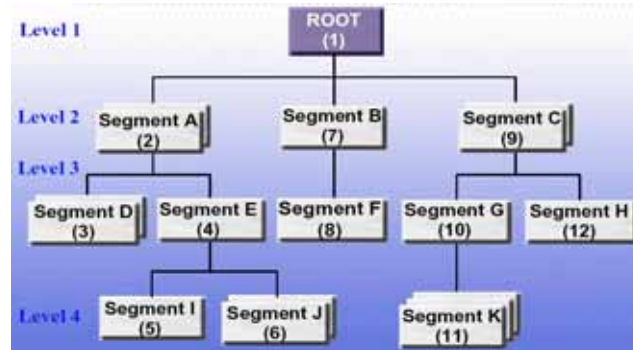 Level 1
ROOT
(1)
Level 2
Segment A
(2)
Segment B
(7)
Segment C
(9)
Level 3
Segment D
(3)
Segment E
(4)
Segment F
(8)
Segment G
(10)
Segment H
(12)
Level 4
Segment I
(5)
Segment J
(6)
Segment K
(11)